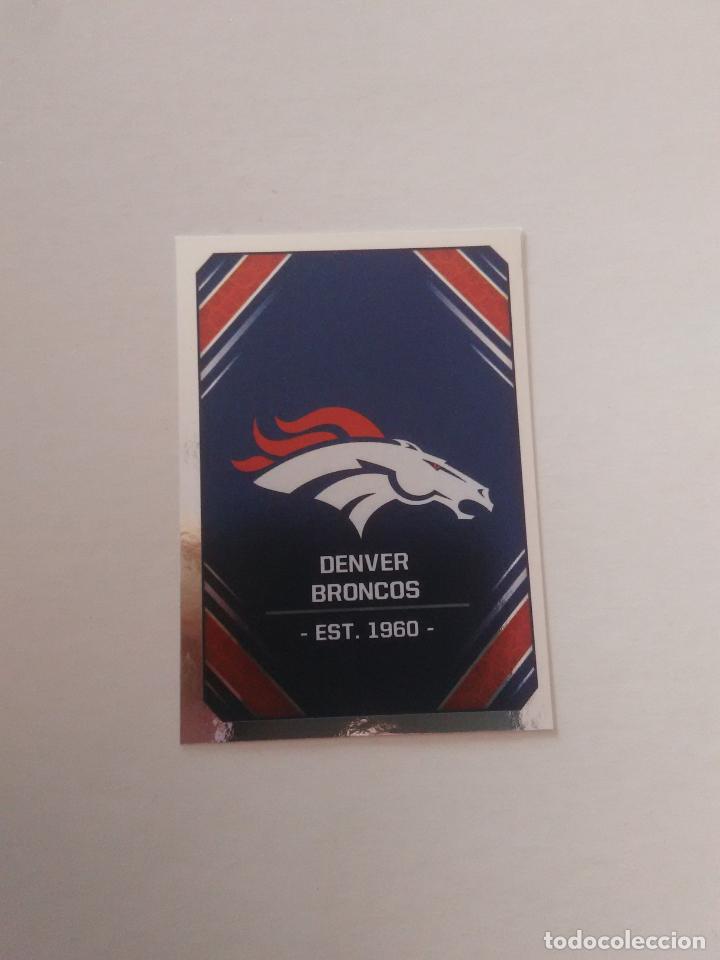 DENVER
BRONCOS
- EST. 1960 -
todocoleccion